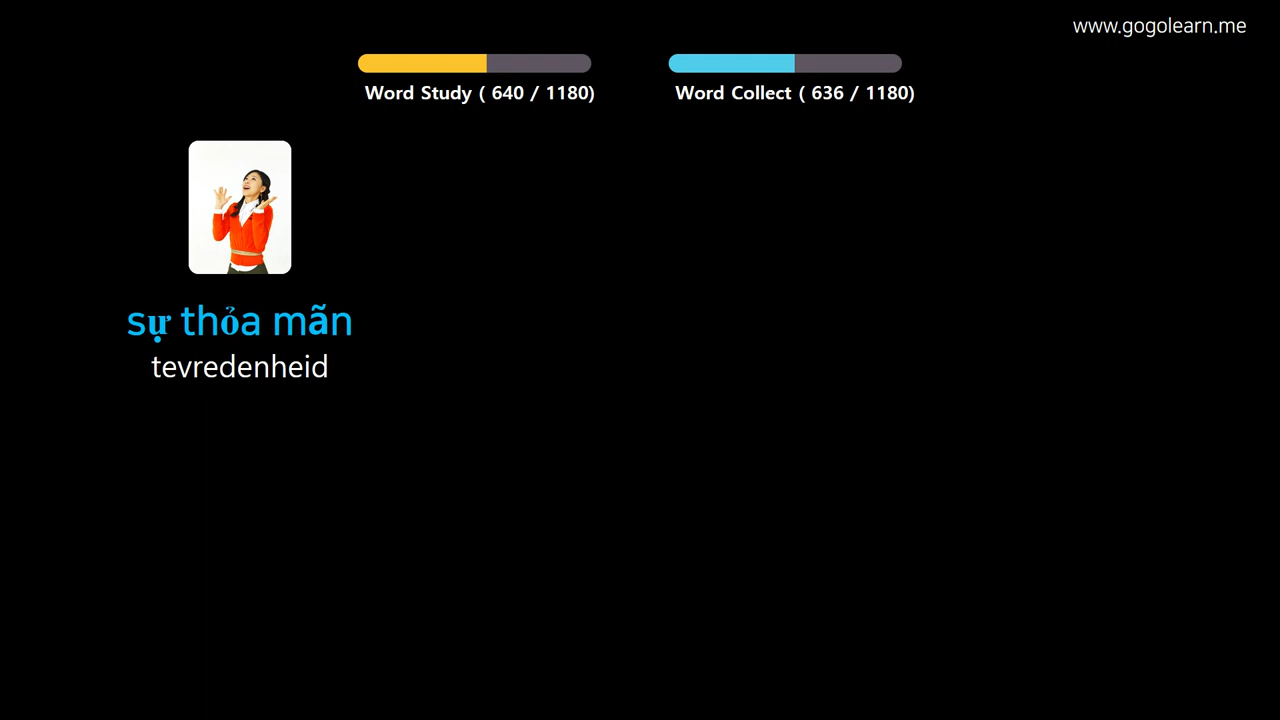 www.gogolearn.me
Word Study ( 640 / 1180)
Word Collect ( 636 / 1180)
sự thỏa mãn
tevredenheid